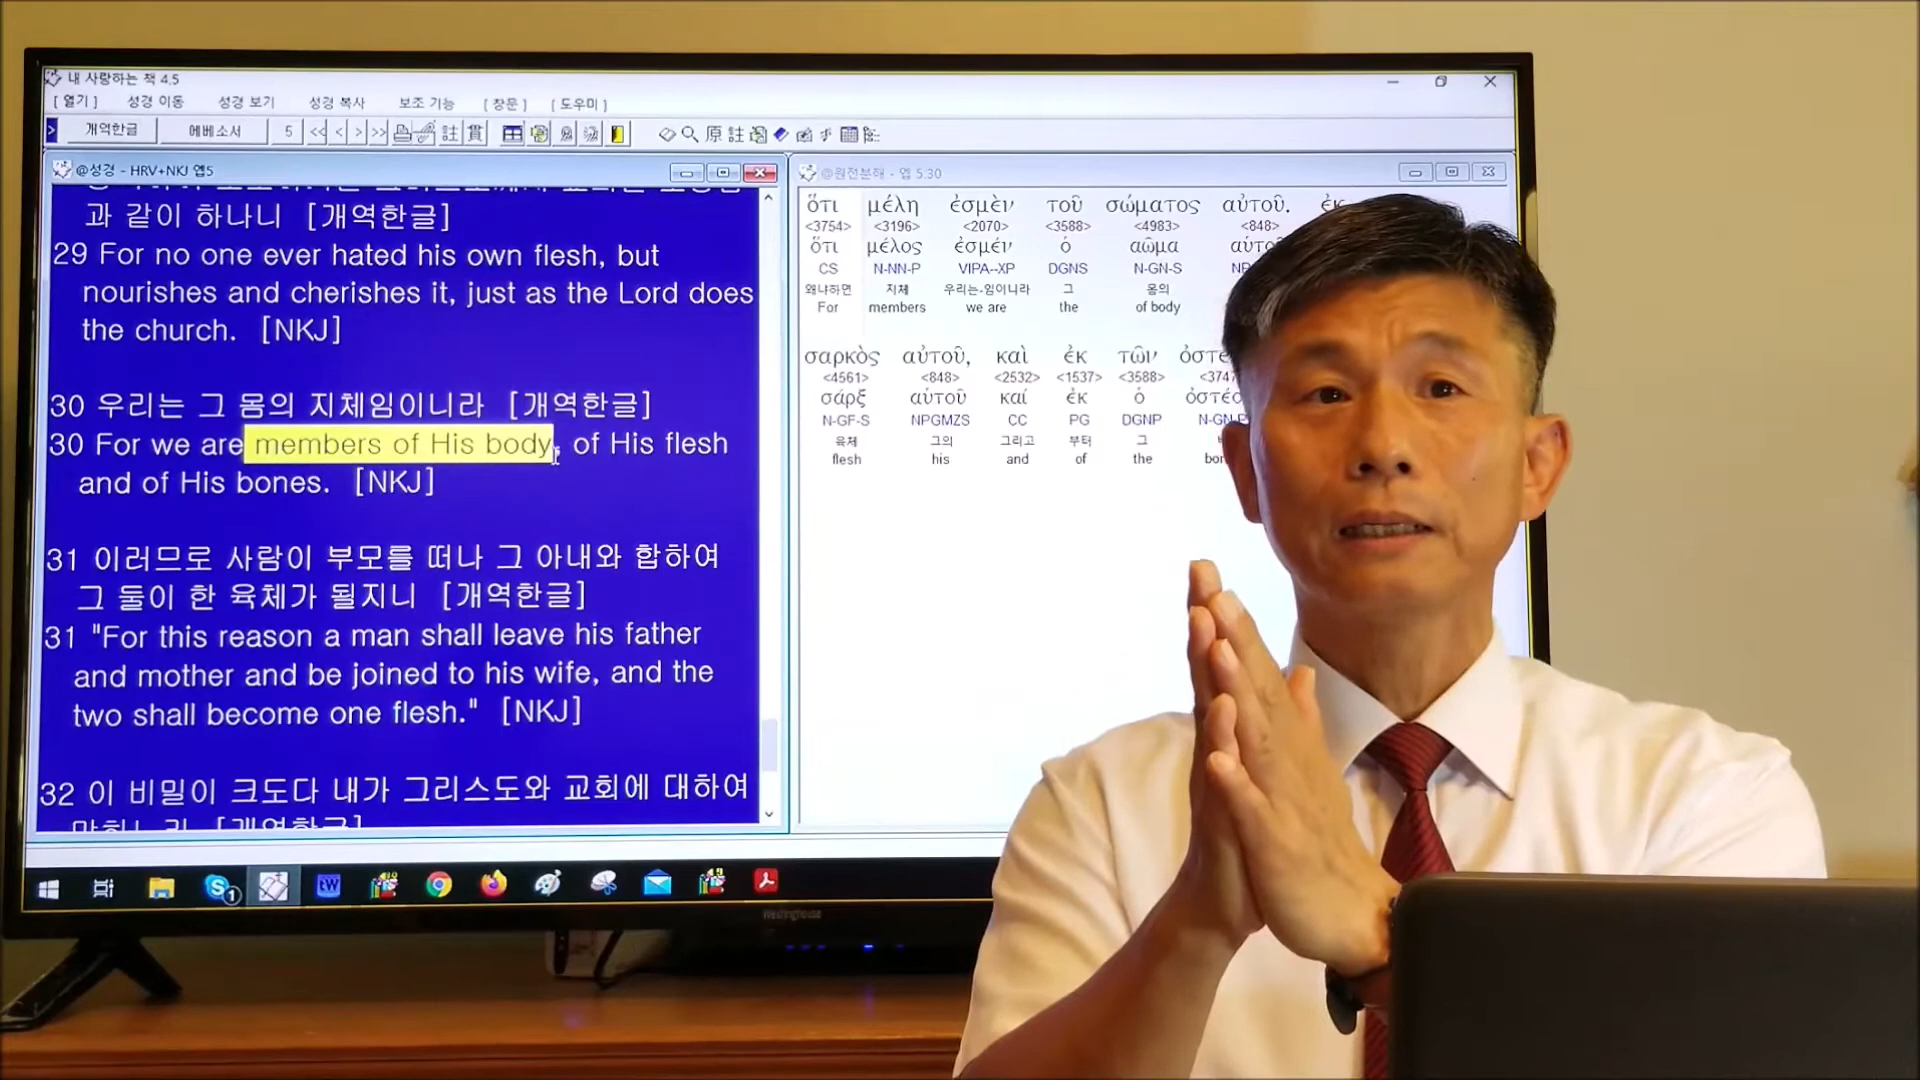 내 사랑하는 책 4.5
[ 열기 ] 성경 이동 성경 보기 성경 복사 보조 기능 [ 창문 ] [ 도우미 ]
개역한글 에베소서 5 << < > >> 註 貫 原 註
@성경 - HRV+NKJ 엡5
과 같이 하나니 [개역한글]
29 For no one ever hated his own flesh, but
nourishes and cherishes it, just as the Lord does
the church. [NKJ]
30 우리는 그 몸의 지체임이니라 [개역한글]
30 For we are members of His body, of His flesh
and of His bones. [NKJ]
31 이러므로 사람이 부모를 떠나 그 아내와 합하여
그 둘이 한 육체가 될지니 [개역한글]
31 "For this reason a man shall leave his father
and mother and be joined to his wife, and the
two shall become one flesh." [NKJ]
32 이 비밀이 크도다 내가 그리스도와 교회에 대하여
@원전분해 - 엡 5:30
ὅτι μέλη ἐσμὲν τοῦ σώματος αὐτοῦ. ἐκ
<3754> <3196> <2070> <3588> <4983> <848>
ὅτι μέλος ἐσμέν ὁ σῶμα
CS N-NN-P VIPA--XP DGNS N-GN-S
왜냐하면 지체 우리는-임이니라 그 몸의
For members we are the of body
σαρκὸς αὐτοῦ, καὶ ἐκ τῶν
<4561> <848> <2532> <1537> <3588>
σάρξ αὐτοῦ καί ἐκ ὁ
N-GF-S NPGMZS CC PG DGNP
육체 그의 그리고 부터 그
flesh his and of the
1
tW
Westinghouse